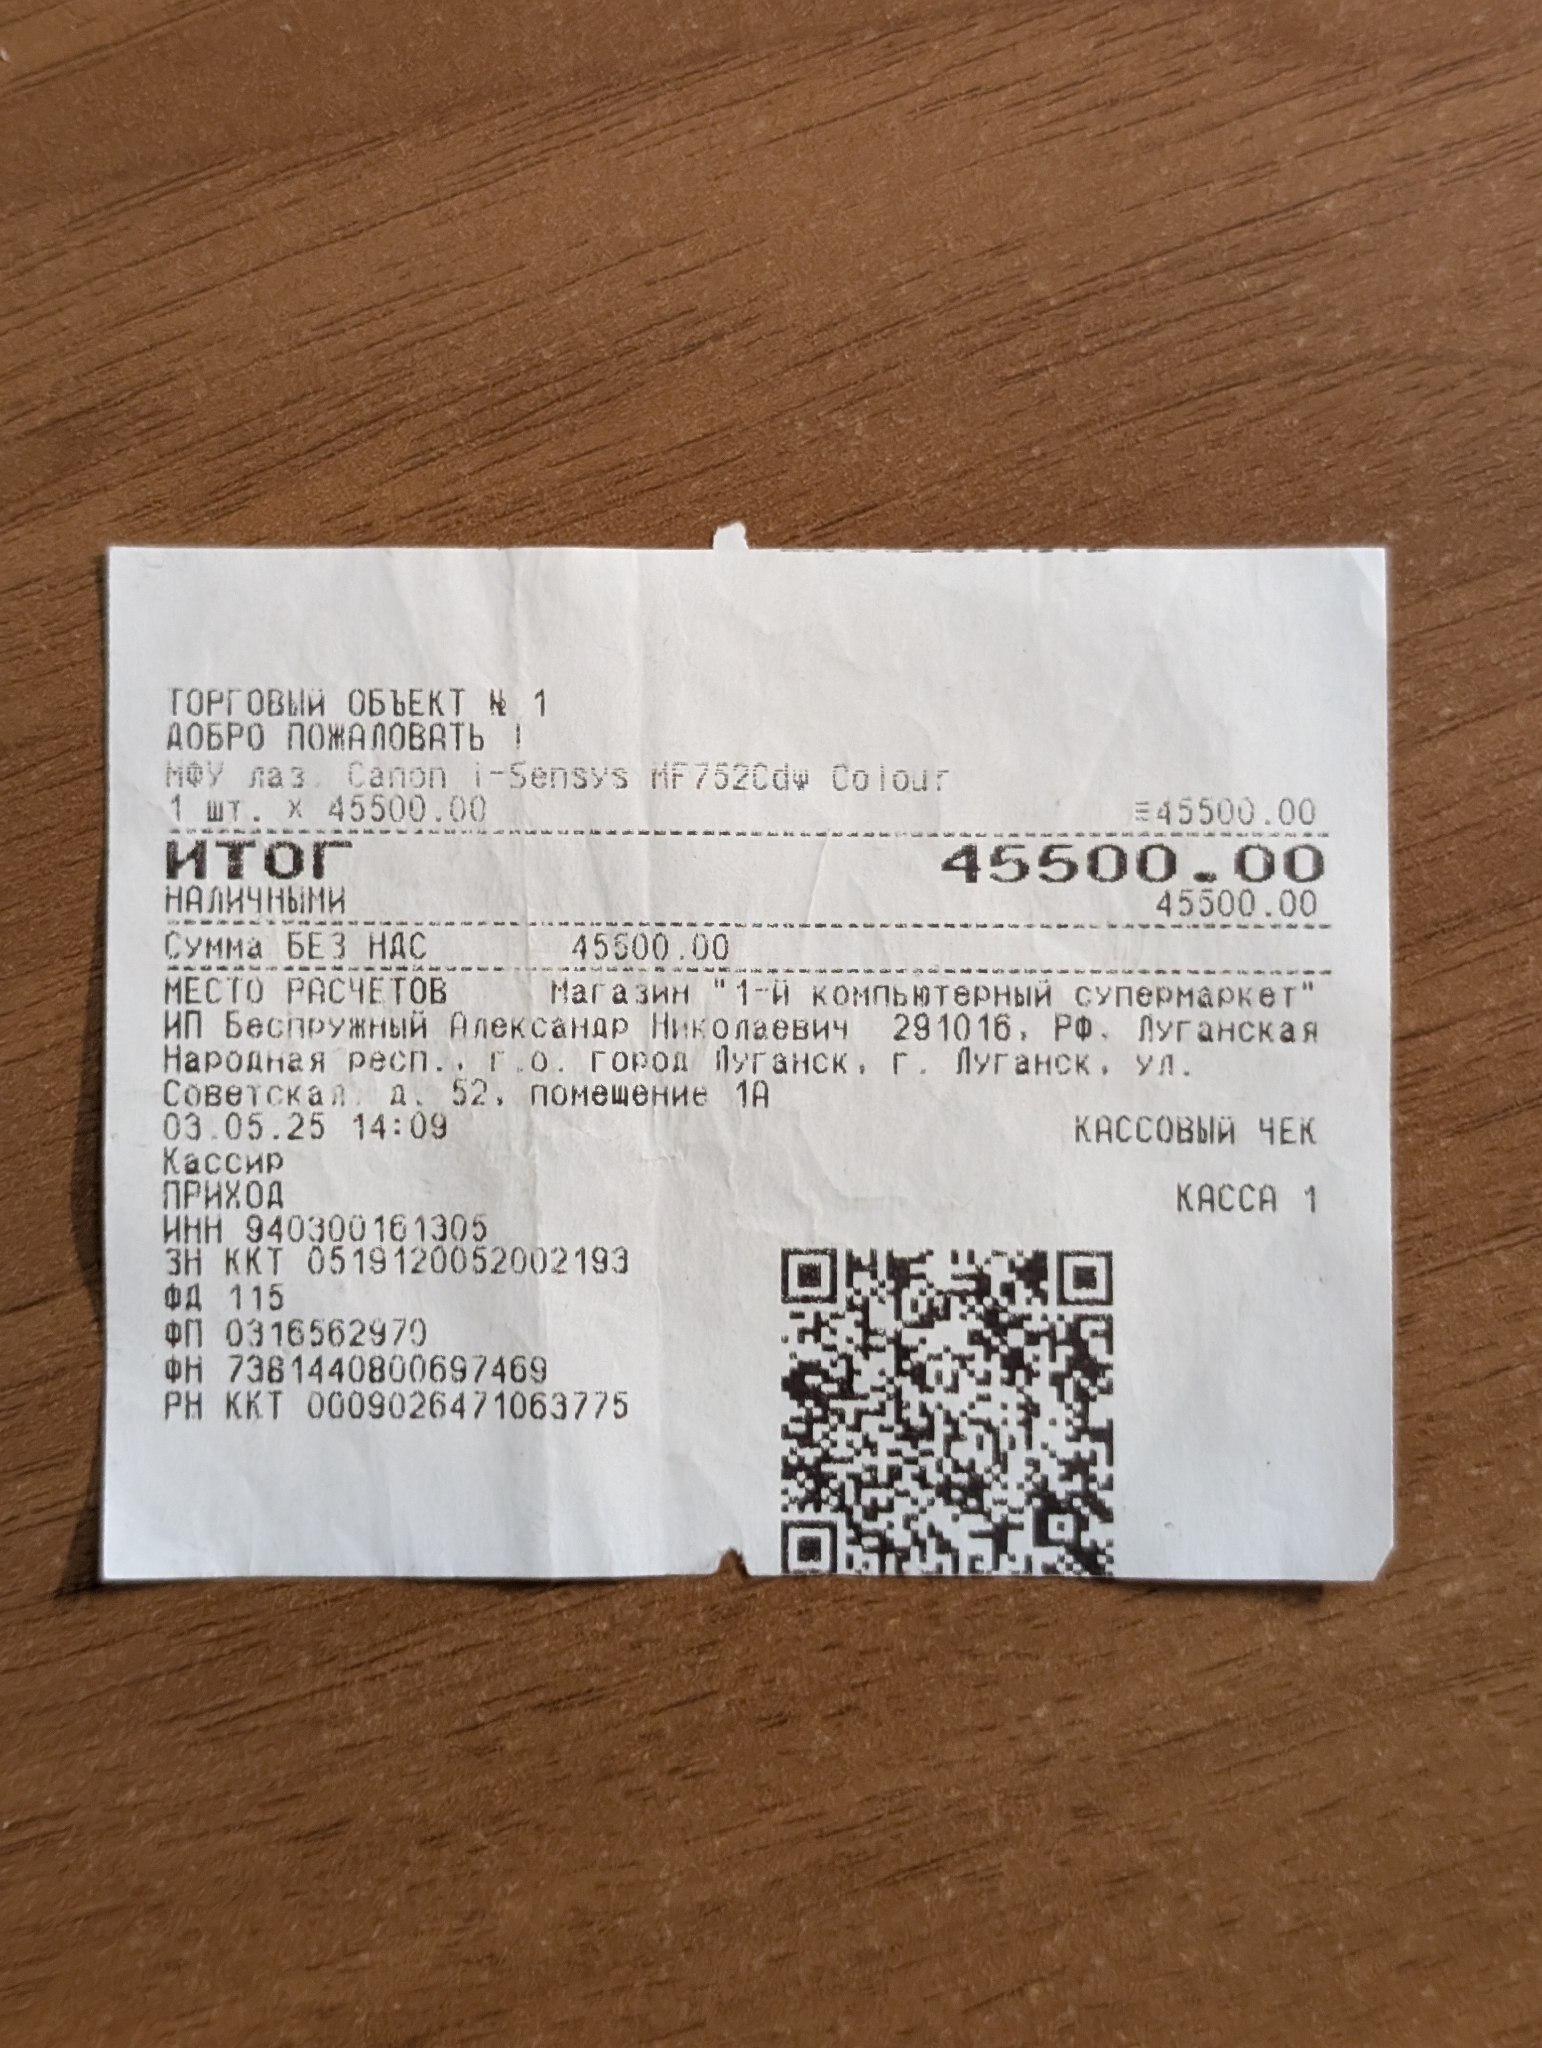 ТОРГОВЫЙ ОБЪЕКТ № 1
ДОБРО ПОЖАЛОВАТЬ !
МФУ лаз. Canon i-Sensys MF752Cdw Colour
1 шт. x 45500.00 ≡45500.00
ИТОГ 45500.00
НАЛИЧНЫМИ 45500.00
Сумма БЕЗ НДС 45500.00
МЕСТО РАСЧЕТОВ Магазин "1-й компьютерный супермаркет"
ИП Беспружный Александр Николаевич 291016, РФ, Луганская
Народная респ., г.о. город Луганск, г. Луганск, ул.
Советская, д. 52, помещение 1А
03.05.25 14:09 КАССОВЫЙ ЧЕК
Кассир
ПРИХОД КАССА 1
ИНН 940300161305
ЗН ККТ 0519120052002193
ФД 115
ФП 0316562970
ФН 7381440800697469
РН ККТ 0009026471063775